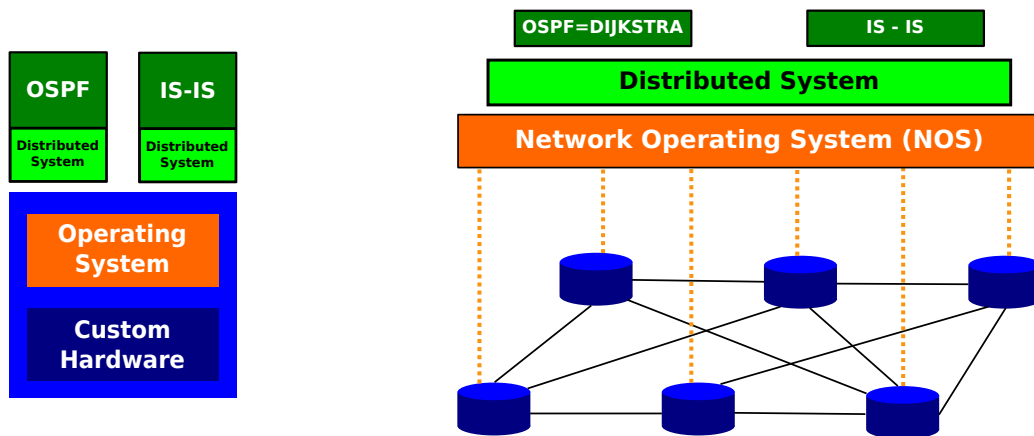 OSPF
IS-IS
Distributed
System
Distributed
System
Operating
System
Custom
Hardware
OSPF=DIJKSTRA
IS - IS
Distributed System
Network Operating System (NOS)